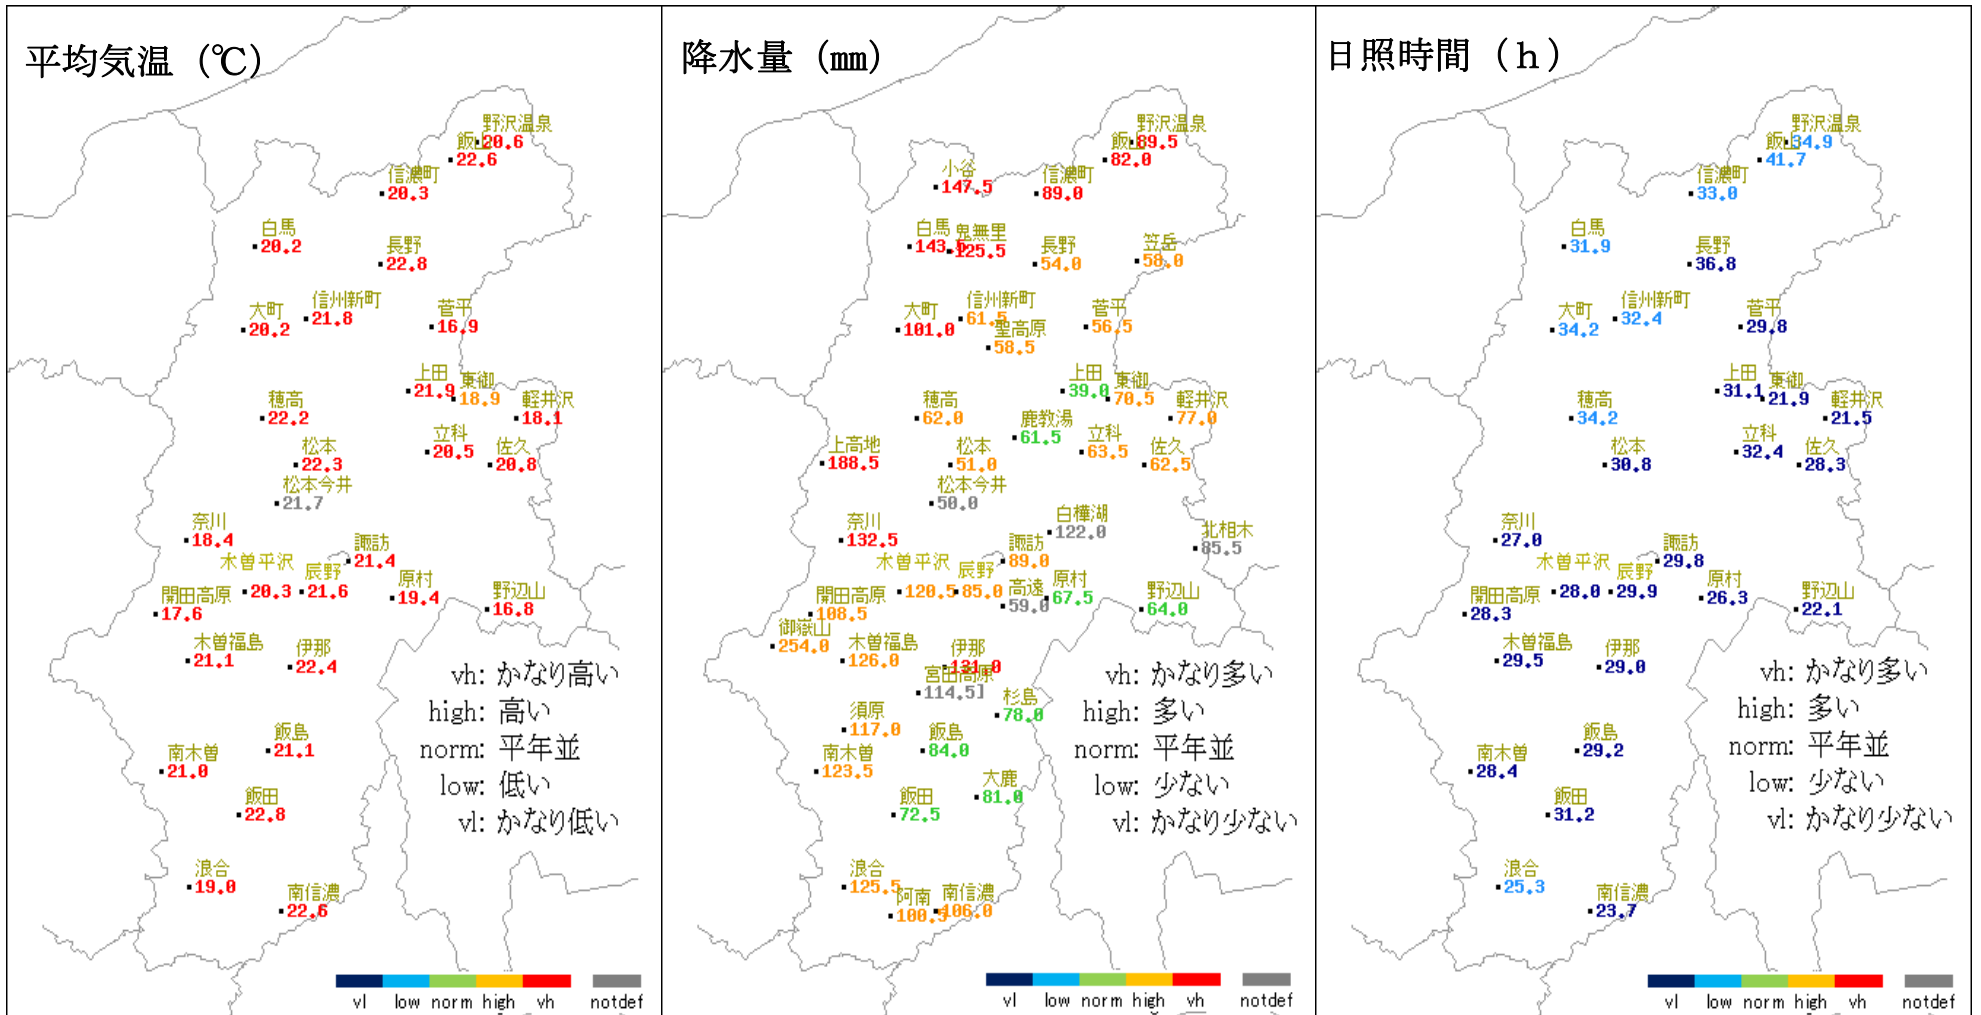 平均気温 (℃)
野沢温泉
20.6
飯山
22.6
信濃町
20.3
白馬
20.2
長野
22.8
信州新町
21.8
大町
20.2
菅平
16.9
上田
21.9
東御
18.9
軽井沢
18.1
穂高
22.2
立科
20.5
佐久
20.8
松本
22.3
松本今井
21.7
奈川
18.4
諏訪
21.4
木曽平沢
20.3
辰野
21.6
原村
19.4
野辺山
16.8
開田高原
17.6
木曽福島
21.1
伊那
22.4
飯島
21.1
南木曽
21.0
飯田
22.8
浪合
19.0
南信濃
22.6
vh: かなり高い
high: 高い
norm: 平年並
low: 低い
vl: かなり低い
vl low norm high vh notdef
降水量 (mm)
野沢温泉
89.5
飯山
82.0
小谷
147.5
信濃町
89.0
白馬
143.5
鬼無里
125.5
長野
54.0
笠岳
58.0
信州新町
61.5
大町
101.0
聖高原
58.5
菅平
56.5
上田
39.0
東御
70.5
軽井沢
77.0
穂高
62.0
鹿教湯
61.5
立科
63.5
佐久
62.5
上高地
188.5
松本
51.0
松本今井
50.0
白樺湖
122.0
北相木
85.5
奈川
132.5
諏訪
89.0
木曽平沢
120.5
辰野
85.0
高遠
59.0
原村
67.5
野辺山
64.0
開田高原
108.5
御嶽山
254.0
木曽福島
126.0
伊那
131.0
宮田高原
114.5]
杉島
78.0
須原
117.0
飯島
84.0
南木曽
123.5
大鹿
81.0
飯田
72.5
浪合
125.5
阿南
100.5
南信濃
106.0
vh: かなり多い
high: 多い
norm: 平年並
low: 少ない
vl: かなり少ない
vl low norm high vh notdef
日照時間 (ｈ)
野沢温泉
34.9
飯山
41.7
信濃町
33.0
白馬
31.9
長野
36.8
信州新町
32.4
大町
34.2
菅平
29.8
上田
31.1
東御
21.9
軽井沢
21.5
穂高
34.2
立科
32.4
佐久
28.3
松本
30.8
奈川
27.0
諏訪
29.8
木曽平沢
28.0
辰野
29.9
原村
26.3
野辺山
22.1
開田高原
28.3
木曽福島
29.5
伊那
29.0
飯島
29.2
南木曽
28.4
飯田
31.2
浪合
25.3
南信濃
23.7
vh: かなり多い
high: 多い
norm: 平年並
low: 少ない
vl: かなり少ない
vl low norm high vh notdef